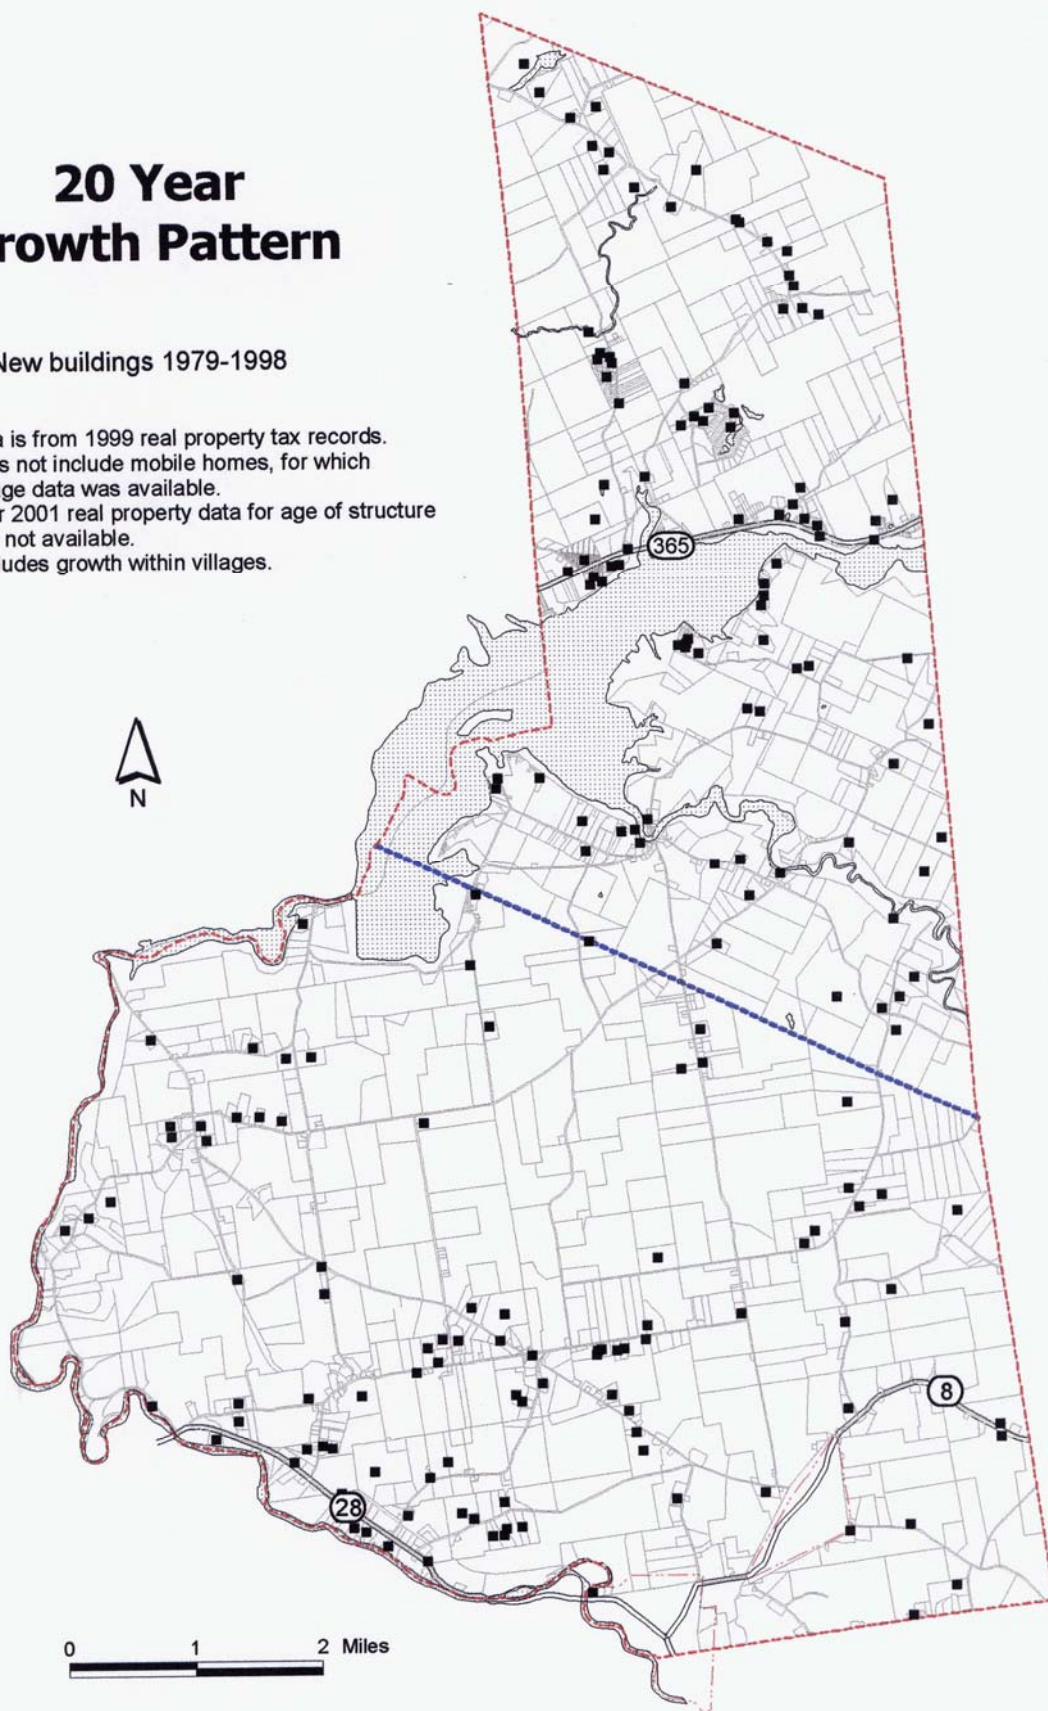 20 Year
rowth Pattern
New buildings 1979-1998
a is from 1999 real property tax records.
s not include mobile homes, for which
ge data was available.
r 2001 real property data for age of structure
not available.
udes growth within villages.
365
N
8
28
0 1 2 Miles